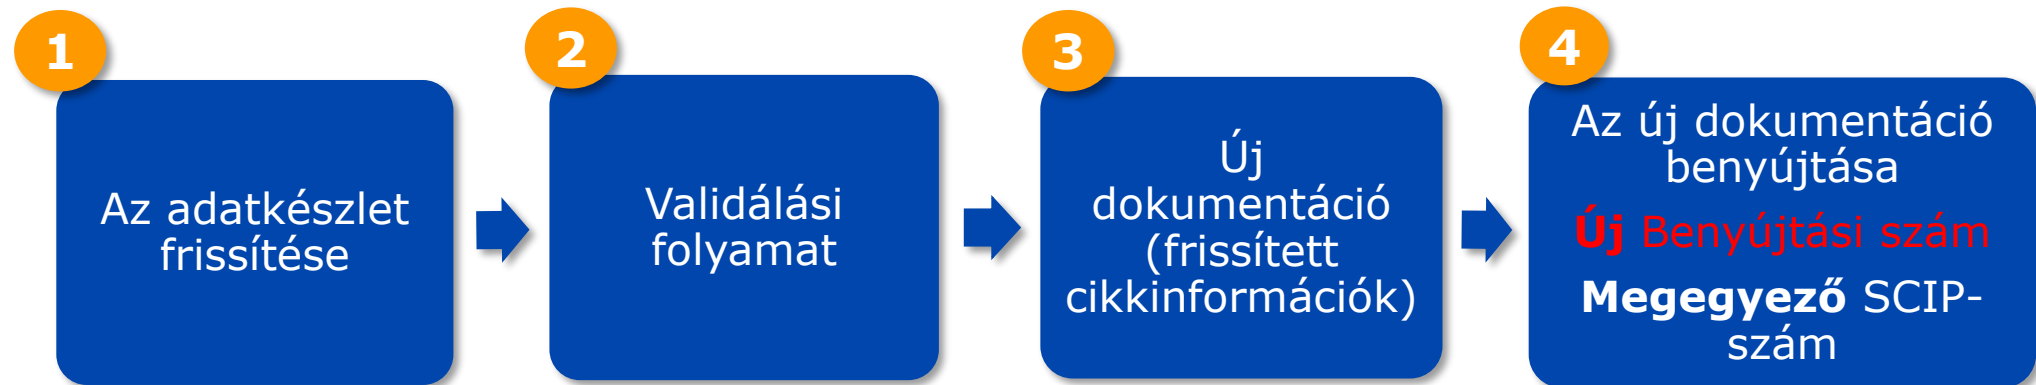 1
Az adatkészlet
frissítése
2
Validálási
folyamat
3
Új
dokumentáció
(frissített
cikkinformációk)
4
Az új dokumentáció
benyújtása
Új Benyújtási szám
Megegyező SCIP-
szám